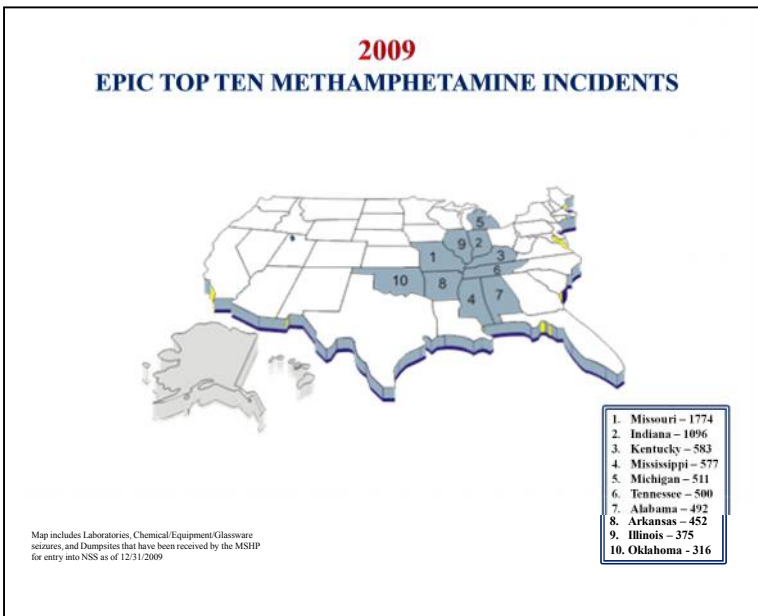 2009
EPIC TOP TEN METHAMPHETAMINE INCIDENTS
5
9 2
1
3
6
10
8
4 7
1. Missouri – 1774
2. Indiana – 1096
3. Kentucky – 583
4. Mississippi – 577
5. Michigan – 511
6. Tennessee – 500
7. Alabama – 492
8. Arkansas – 452
9. Illinois – 375
10. Oklahoma - 316
Map includes Laboratories, Chemical/Equipment/Glassware
seizures, and Dumpsites that have been received by the MSHP
for entry into NSS as of 12/31/2009